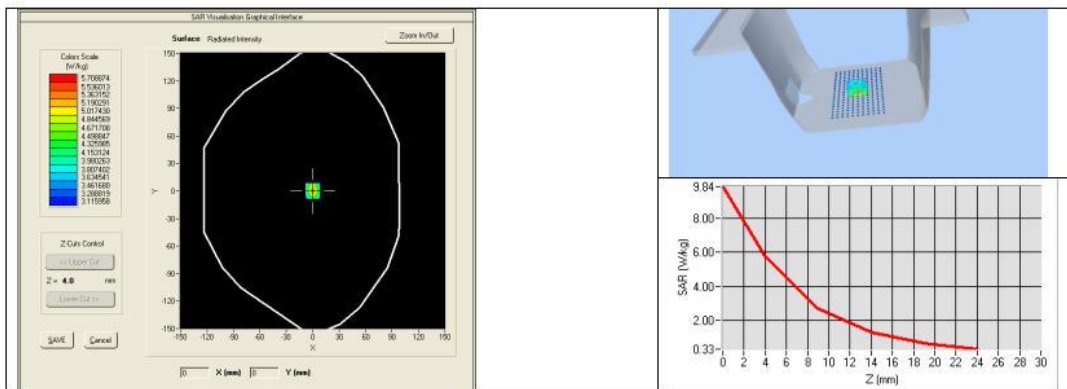 SAR Visualisation Graphical Interface
Surface Radiated Intensity
Zoom In/Out
Colors Scale
(W/kg)
5.708874
5.536013
5.363152
5.190291
5.017430
4.844569
4.671708
4.498847
4.325985
4.153124
3.980263
3.807402
3.634541
3.461680
3.288819
3.115958
Z-Cuts Control
<< Upper Cut
Z = 4.0 mm
Lower Cut >>
SAVE Cancel
150
120
90
60
30
0
-30
-60
-90
-120
-150
Y
-150 -120 -90 -60 -30 0 30 60 90 120 150
X
0 X (mm) 0 Y (mm)
9.84
8.00
6.00
4.00
2.00
0.33
SAR (W/kg)
0 2 4 6 8 10 12 14 16 18 20 22 24 26 28 30
Z (mm)